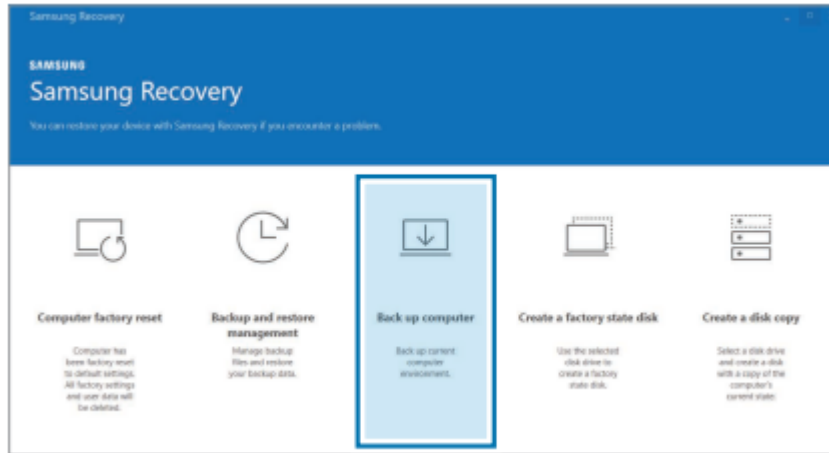 Samsung Recovery
SAMSUNG
Samsung Recovery
You can restore your device with Samsung Recovery if you encounter a problem.
Computer factory reset
Computer has
been factory reset
to default settings.
All factory settings
and user data will
be deleted.
Backup and restore
management
Manage backup
files and restore
your backup data.
Back up computer
Back up current
computer
environment.
Create a factory state disk
Use the selected
disk drive to
create a factory
state disk.
Create a disk copy
Select a disk drive
and create a disk
with a copy of the
computer's
current state.